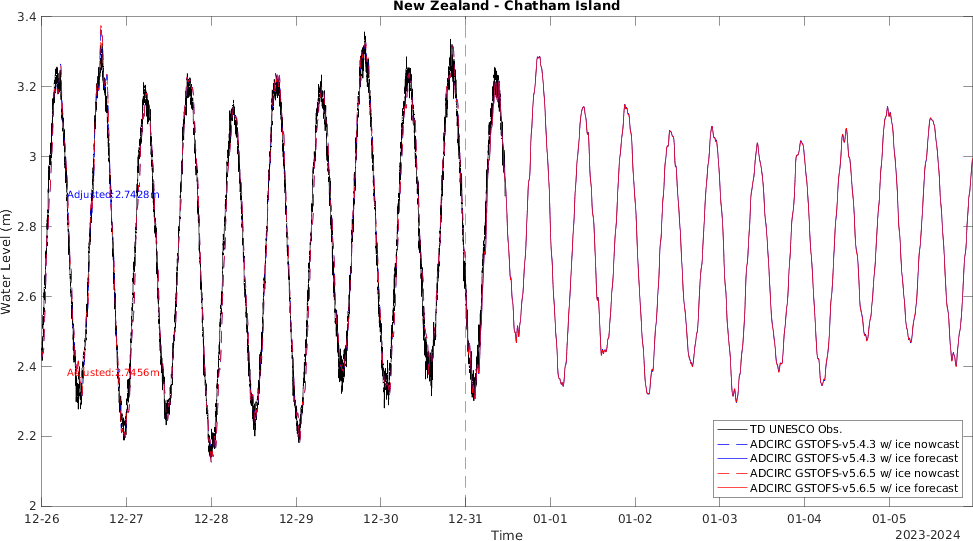 New Zealand - Chatham Island
Water Level (m)
3.4
3.2
3
2.8
2.6
2.4
2.2
2
Adjusted:2.7428m
Adjusted:2.7456m
TD UNESCO Obs.
ADCIRC GSTOFS-v5.4.3 w/ ice nowcast
ADCIRC GSTOFS-v5.4.3 w/ ice forecast
ADCIRC GSTOFS-v5.6.5 w/ ice nowcast
ADCIRC GSTOFS-v5.6.5 w/ ice forecast
12-26 12-27 12-28 12-29 12-30 12-31 01-01 01-02 01-03 01-04 01-05
Time
2023-2024